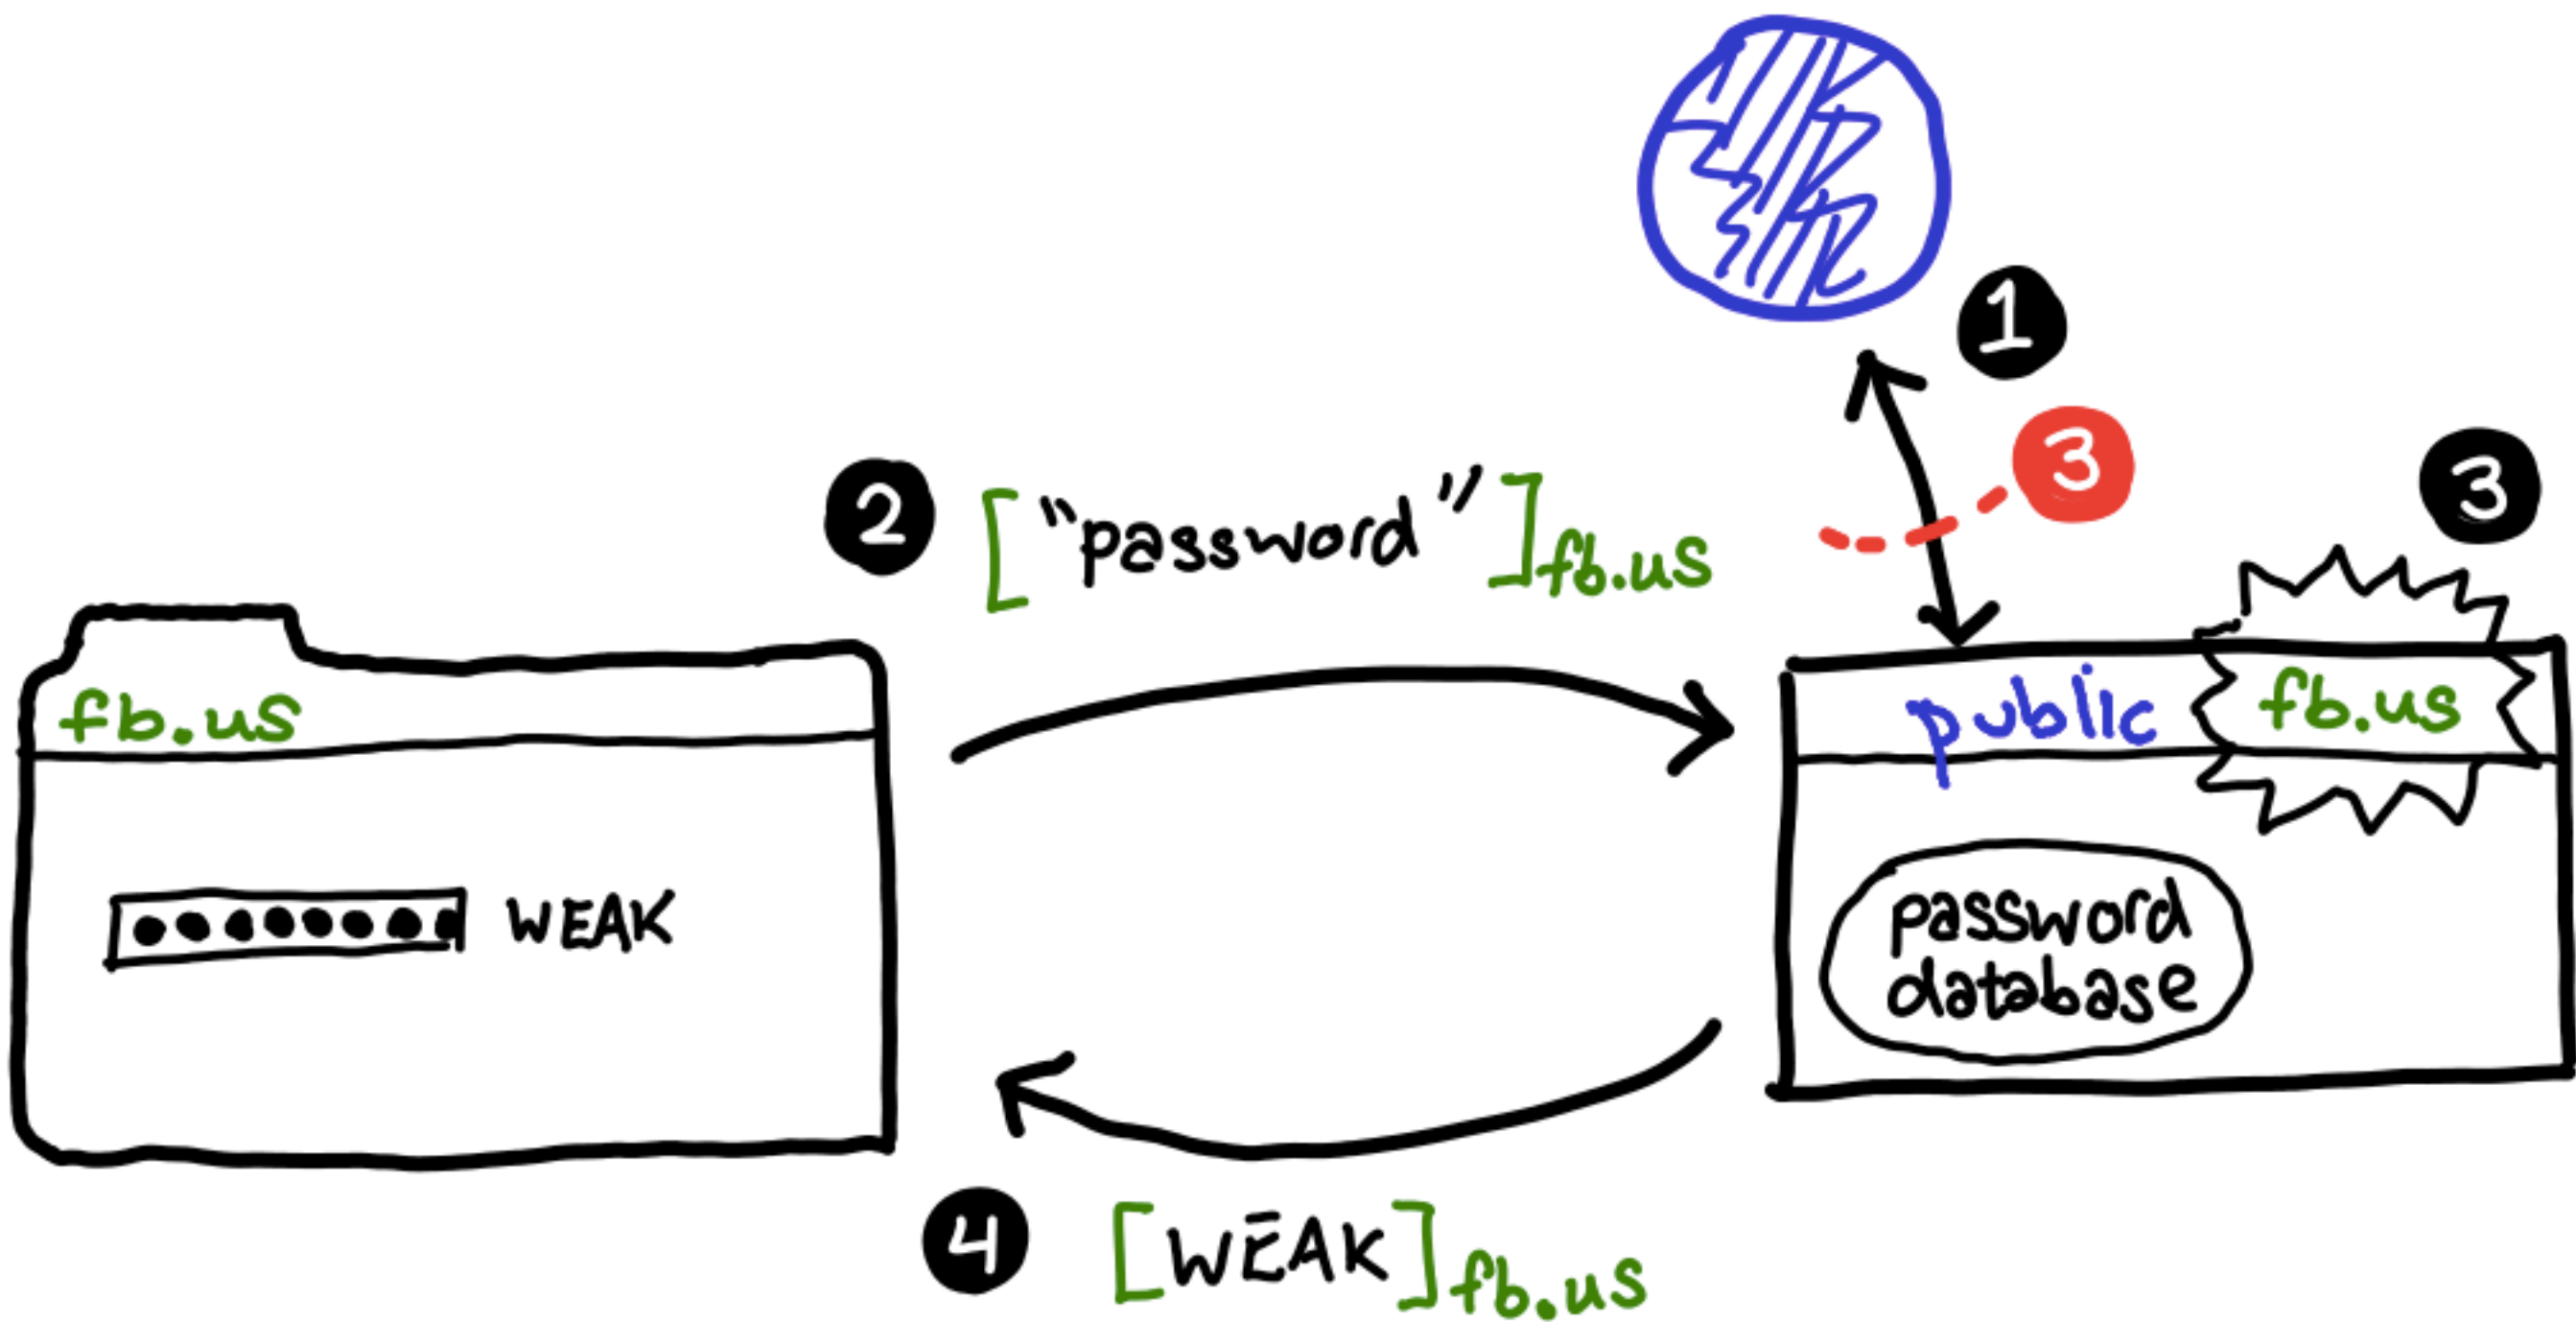 1
3
3
2 ["password"]fb.us
fb.us
public fb.us
WEAK
password
database
4 [WEAK]fb.us